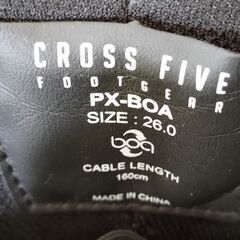 CROSS FIVE
FOOTGEAR
PX-BOA
SIZE : 26.0
boa
CABLE LENGTH
160cm
MADE IN CHINA